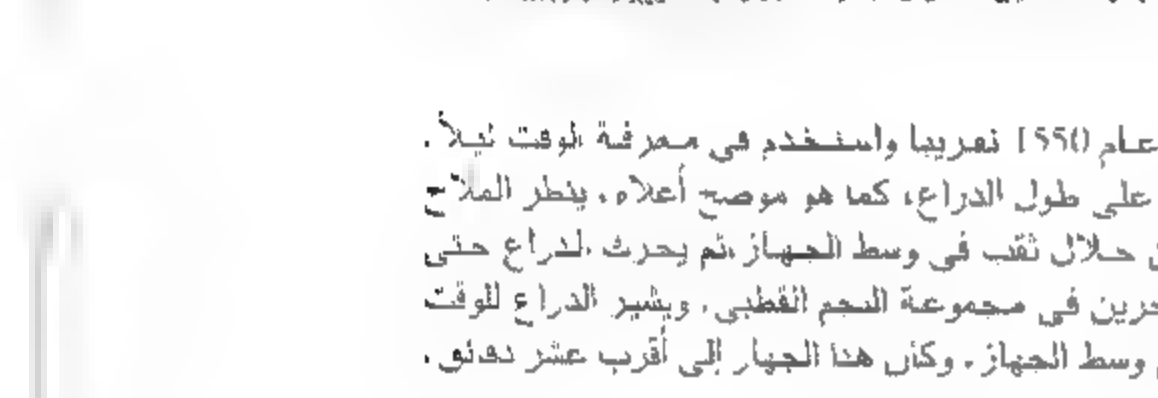 عام 1550 تقريبا واستخدم في معرفة الوقت ليلاً .
على طول الذراع، كما هو موضح أعلاه . ينظر الملاح
خلال ثقب في وسط الجهاز ،ثم يحرك الذراع حتى
في مجموعة النجم القطبي . ويشير الذراع للوقت
وسط الجهاز . وكان هذا الجهاز إلى أقرب عشر دقائق .